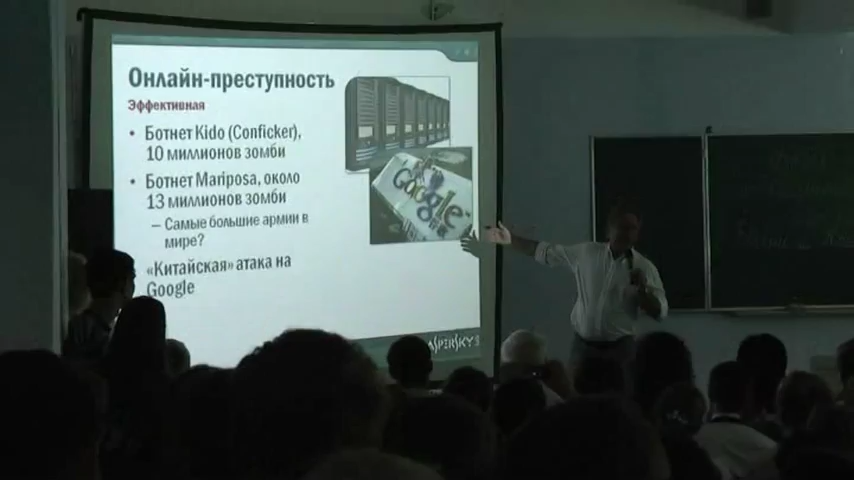 Онлайн-преступность
Эффективная
• Ботнет Kido (Conficker),
10 миллионов зомби
• Ботнет Mariposa, около
13 миллионов зомби
– Самые большие армии в
мире?
• «Китайская» атака на
Google
Google
KASPERSKY